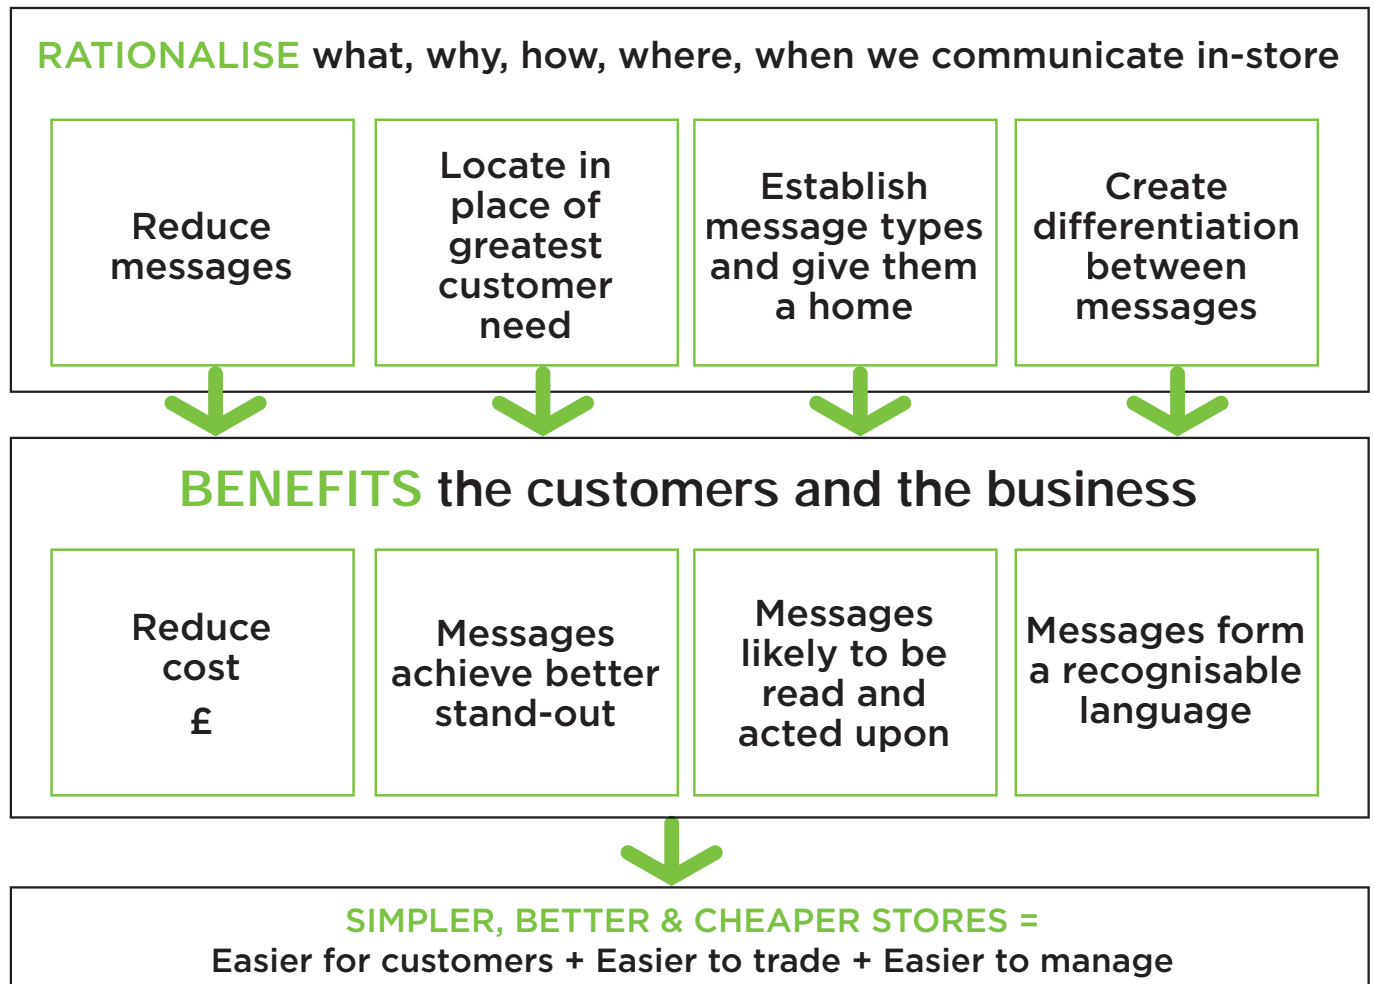 RATIONALISE what, why, how, where, when we communicate in-store
Reduce
messages
Locate in
place of
greatest
customer
need
Establish
message types
and give them
a home
Create
differentiation
between
messages
BENEFITS the customers and the business
Reduce
cost
£
Messages
achieve better
stand-out
Messages
likely to be
read and
acted upon
Messages form
a recognisable
language
SIMPLER, BETTER & CHEAPER STORES =
Easier for customers + Easier to trade + Easier to manage